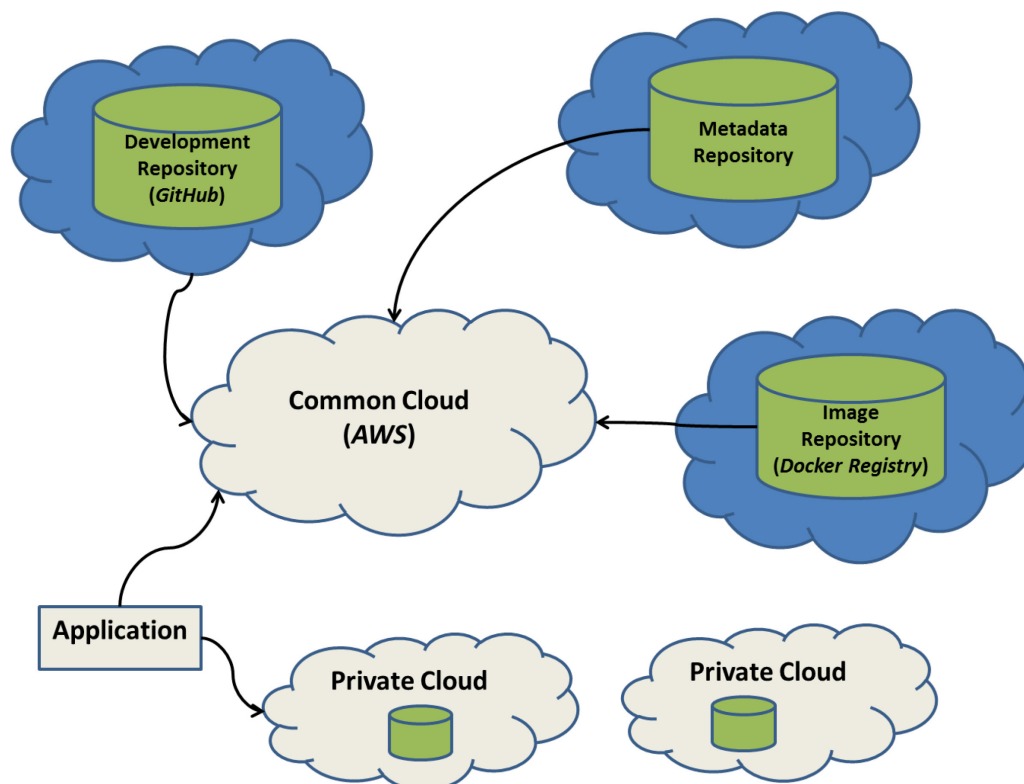 Development
Repository
(GitHub)
Metadata
Repository
Common Cloud
(AWS)
Image
Repository
(Docker Registry)
Application
Private Cloud
Private Cloud